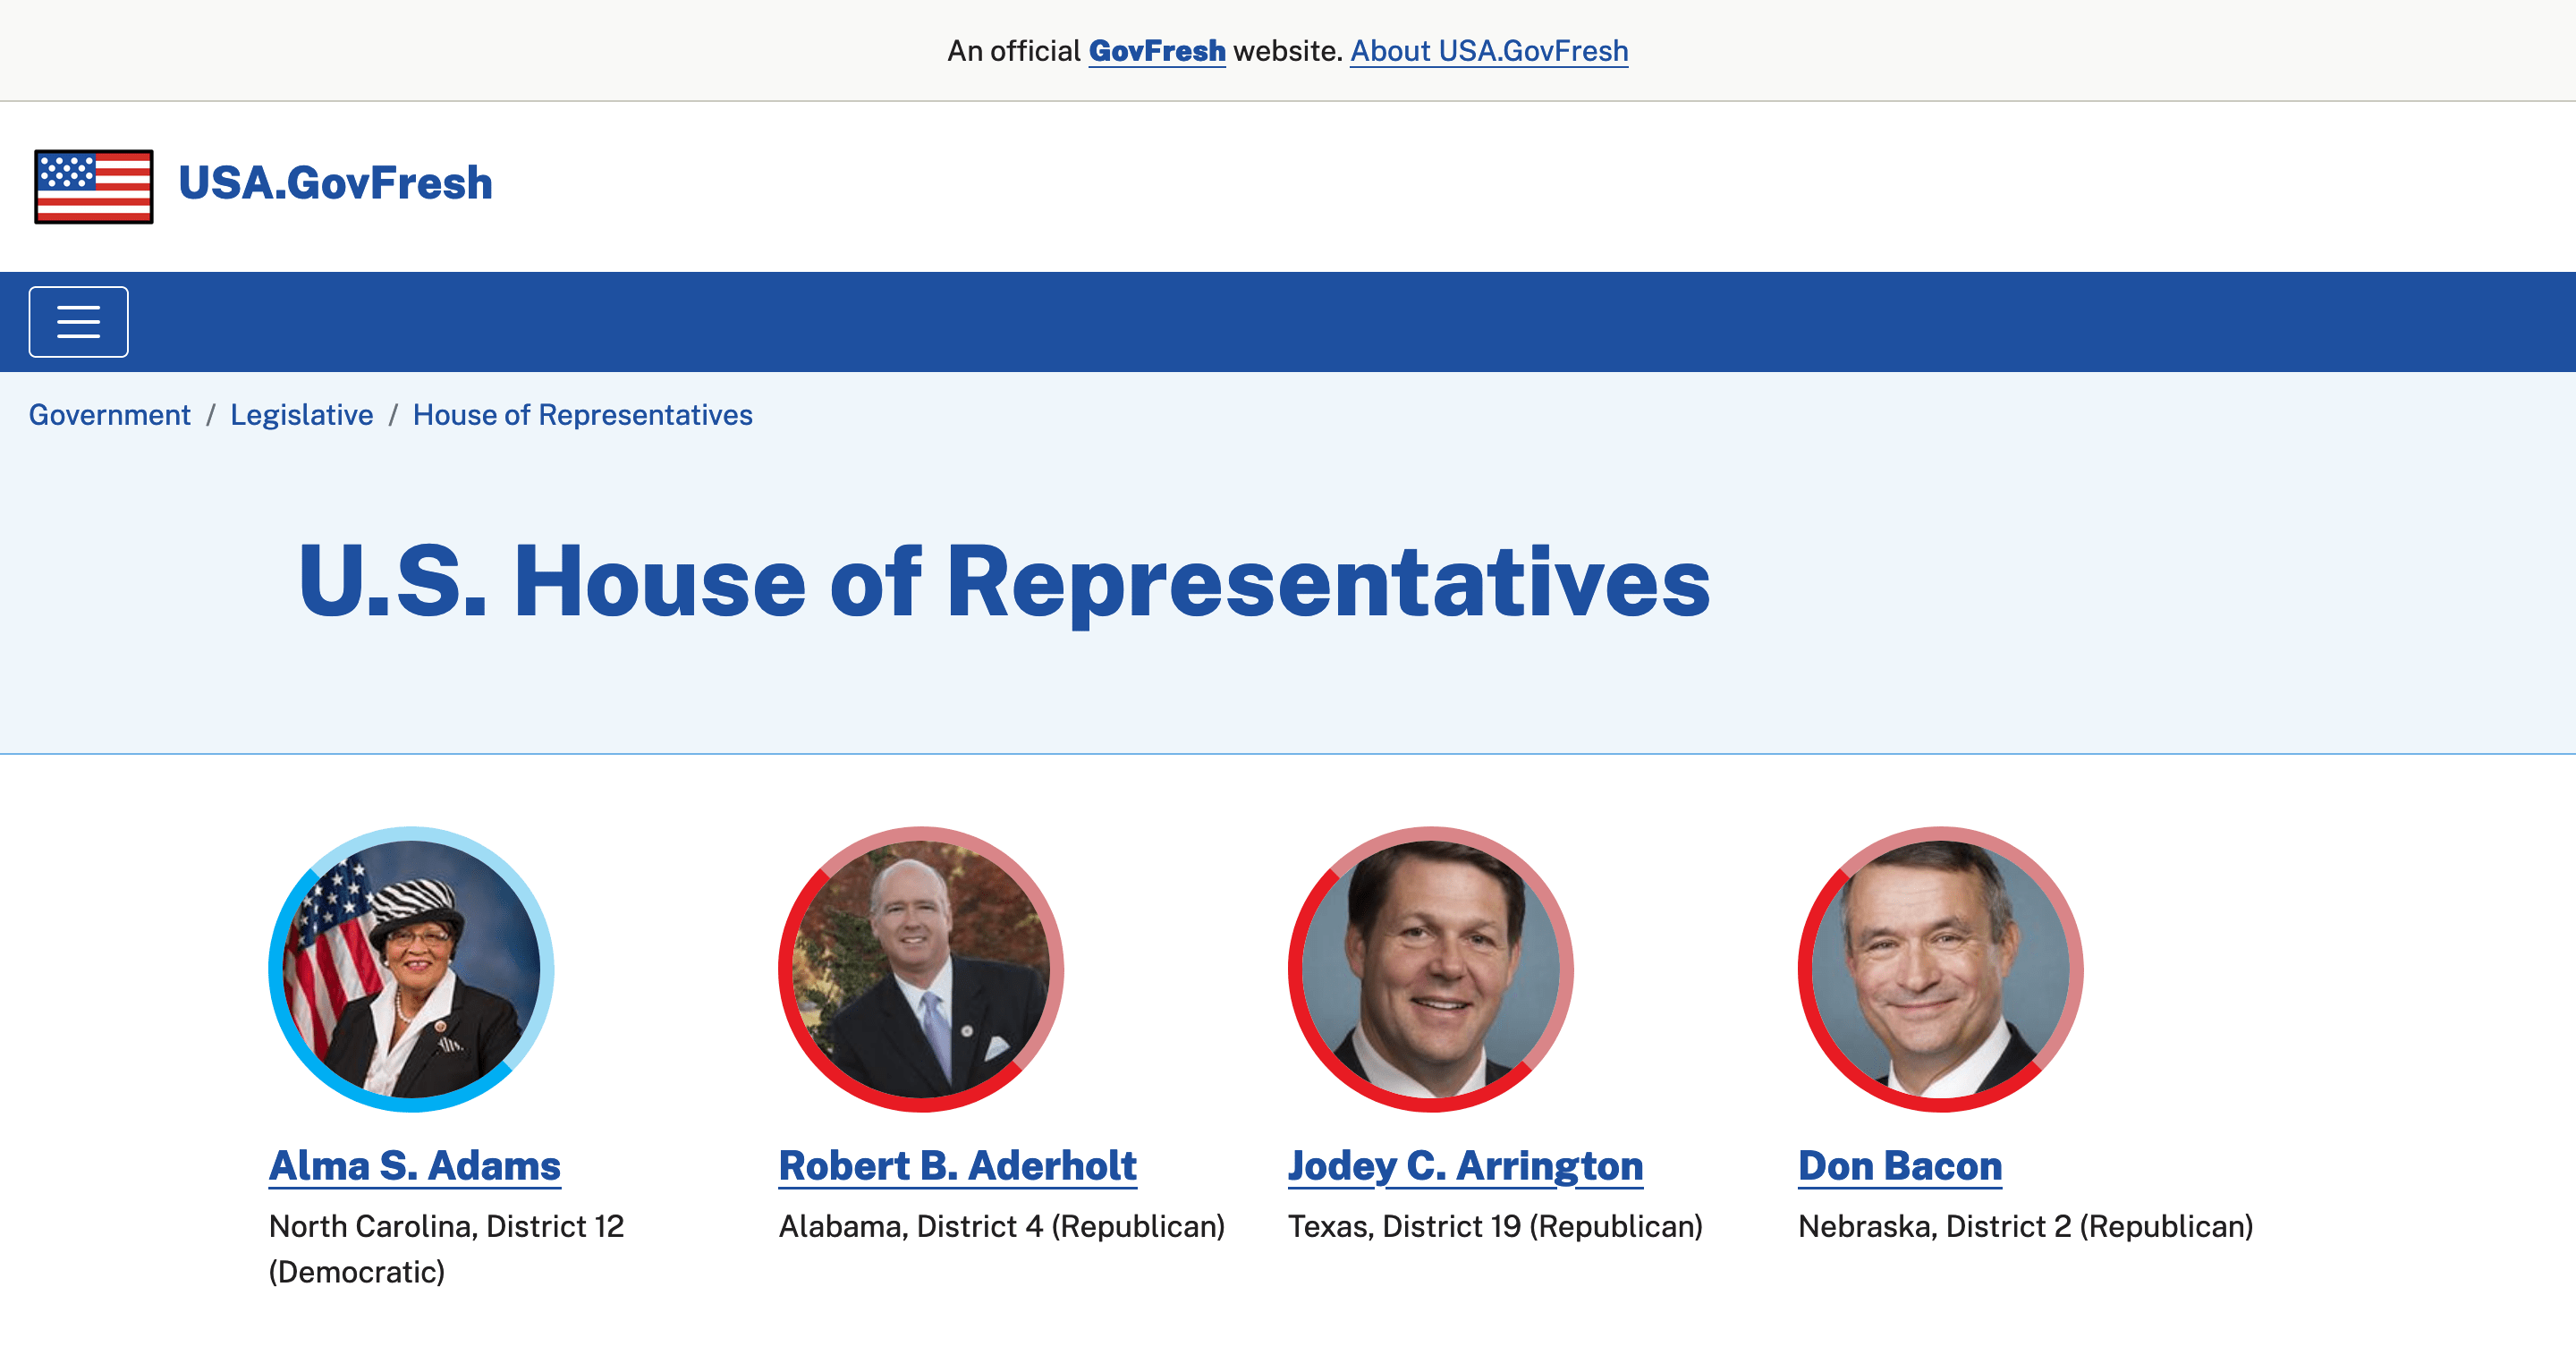 An official GovFresh website. About USA.GovFresh
USA.GovFresh
Government / Legislative / House of Representatives
U.S. House of Representatives
Alma S. Adams
North Carolina, District 12
(Democratic)
Robert B. Aderholt
Alabama, District 4 (Republican)
Jodey C. Arrington
Texas, District 19 (Republican)
Don Bacon
Nebraska, District 2 (Republican)